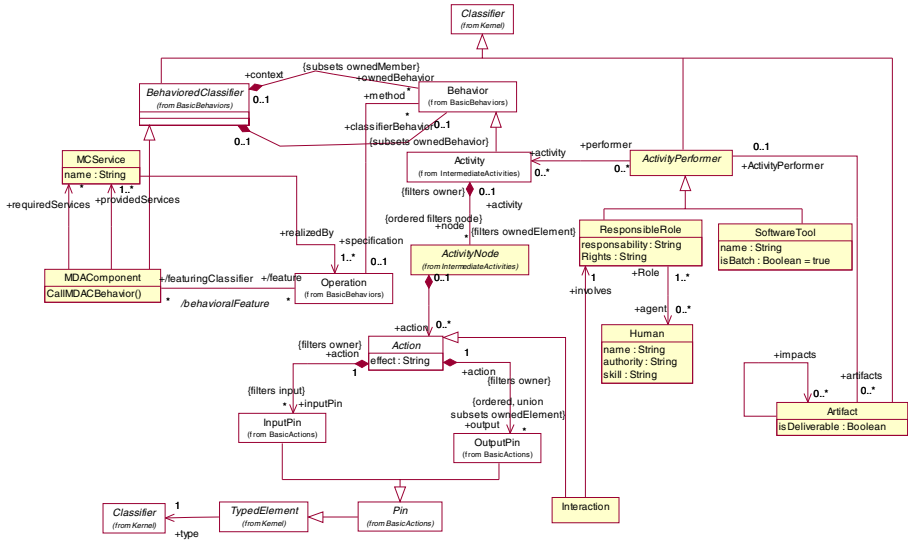 Classifier
(from Kernel)
{subsets ownedMember}
+context
+ownedBehavior
BehavioredClassifier
(from BasicBehaviors)
0..1
Behavior
(from BasicBehaviors)
+method
*
*
+classifierBehavior
0..1
0..1
{subsets ownedBehavior}
MCService
name : String
*
1..*
+requiredServices
+providedServices
Activity
(from IntermediateActivities)
+activity
0..*
+performer
0..*
ActivityPerformer
0..1
+ActivityPerformer
{filters owner}
0..1
+activity
{ordered filters node}
+node
*
{filters ownedElement}
+realizedBy
+specification
1..*
0..1
ActivityNode
(from IntermediateActivities)
0..1
ResponsibleRole
responsability : String
Rights : String
SoftwareTool
name : String
isBatch : Boolean = true
MDAComponent
CallMDACBehavior()
+/featuringClassifier
+/feature
*
/behavioralFeature
*
Operation
(from BasicBehaviors)
+Role
1..*
+involves
+agent
0..*
+action
0..*
Human
name : String
authority : String
skill : String
Action
effect : String
{filters owner}
+action
1
1
+action
{filters owner}
{filters input}
*
+inputPin
{ordered, union
subsets ownedElement}
+output
*
+impacts
0..*
+artifacts
0..*
Artifact
isDeliverable : Boolean
InputPin
(from BasicActions)
OutputPin
(from BasicActions)
Interaction
Classifier
(from Kernel)
1
+type
TypedElement
(from Kernel)
Pin
(from BasicActions)